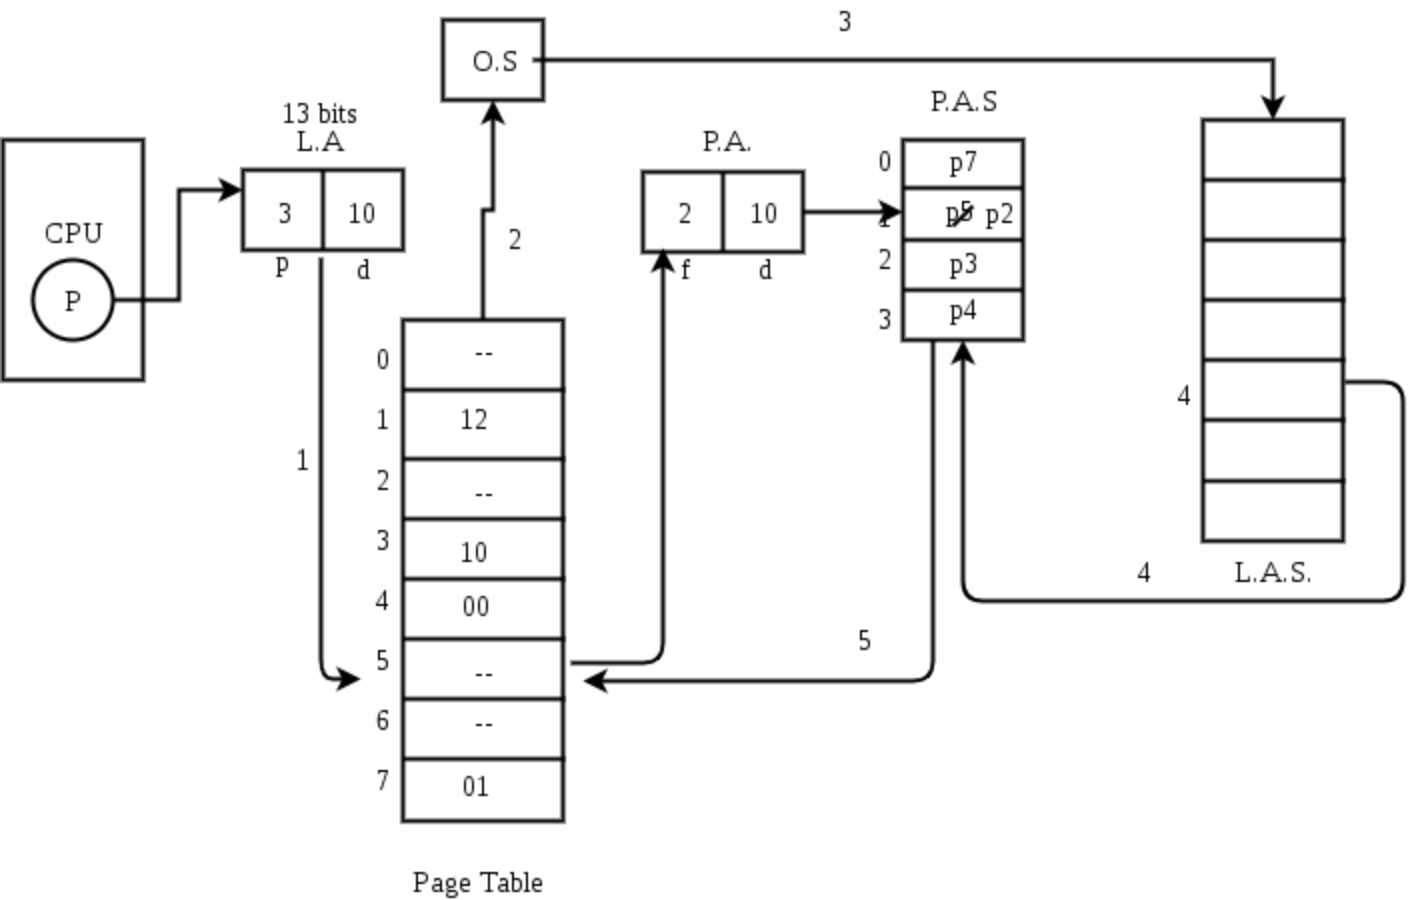 3
O.S
13 bits
L.A
P.A.
P.A.S
CPU
P
3 10
p d
2 10
f d
0 p7
1 p5 p2
2 p3
3 p4
2
1
0 --
1 12
2 --
3 10
4 00
5 --
6 --
7 01
Page Table
5
4
4
L.A.S.